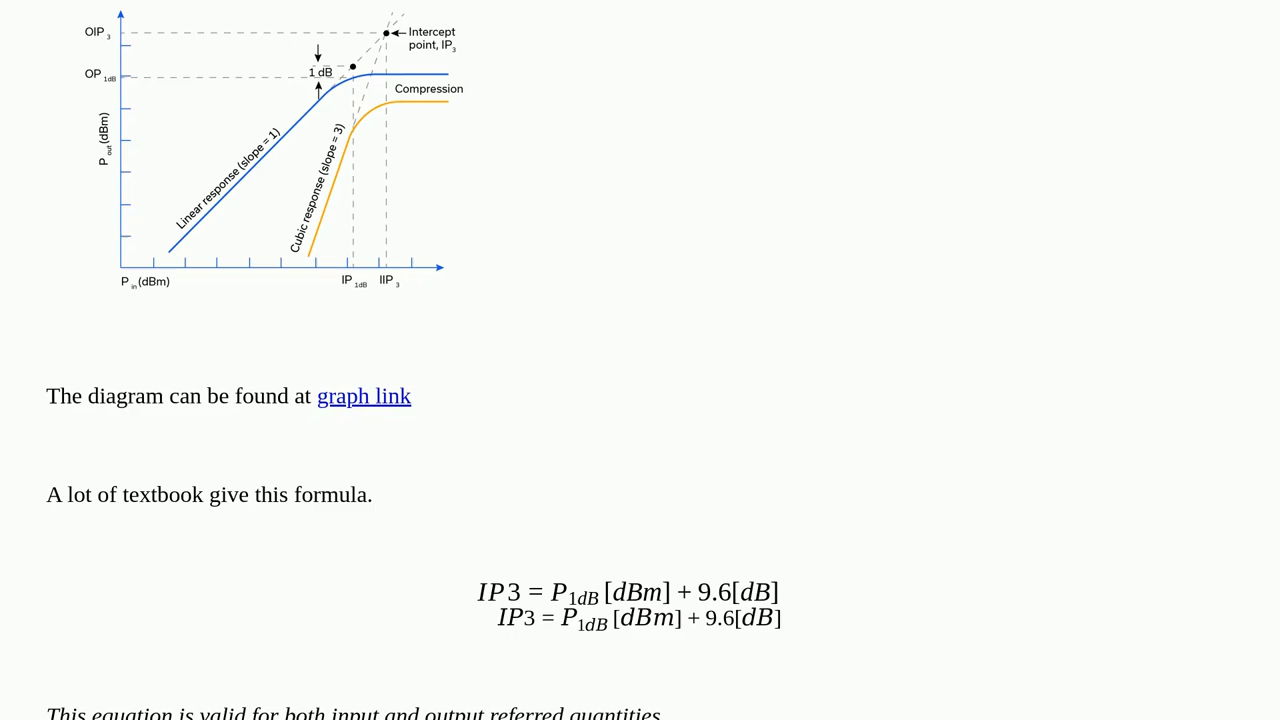 OIP3
Intercept
point, IP3
1 dB
OP1dB
Compression
Pout(dBm)
Linear response (slope = 1)
Cubic response (slope = 3)
Pin(dBm)
IP1dB
IIP3
The diagram can be found at graph link
A lot of textbook give this formula.
IP3 = P1dB [dBm] + 9.6[dB]
IP3 = P1dB [dBm] + 9.6[dB]
This equation is valid for both input and output referred quantities